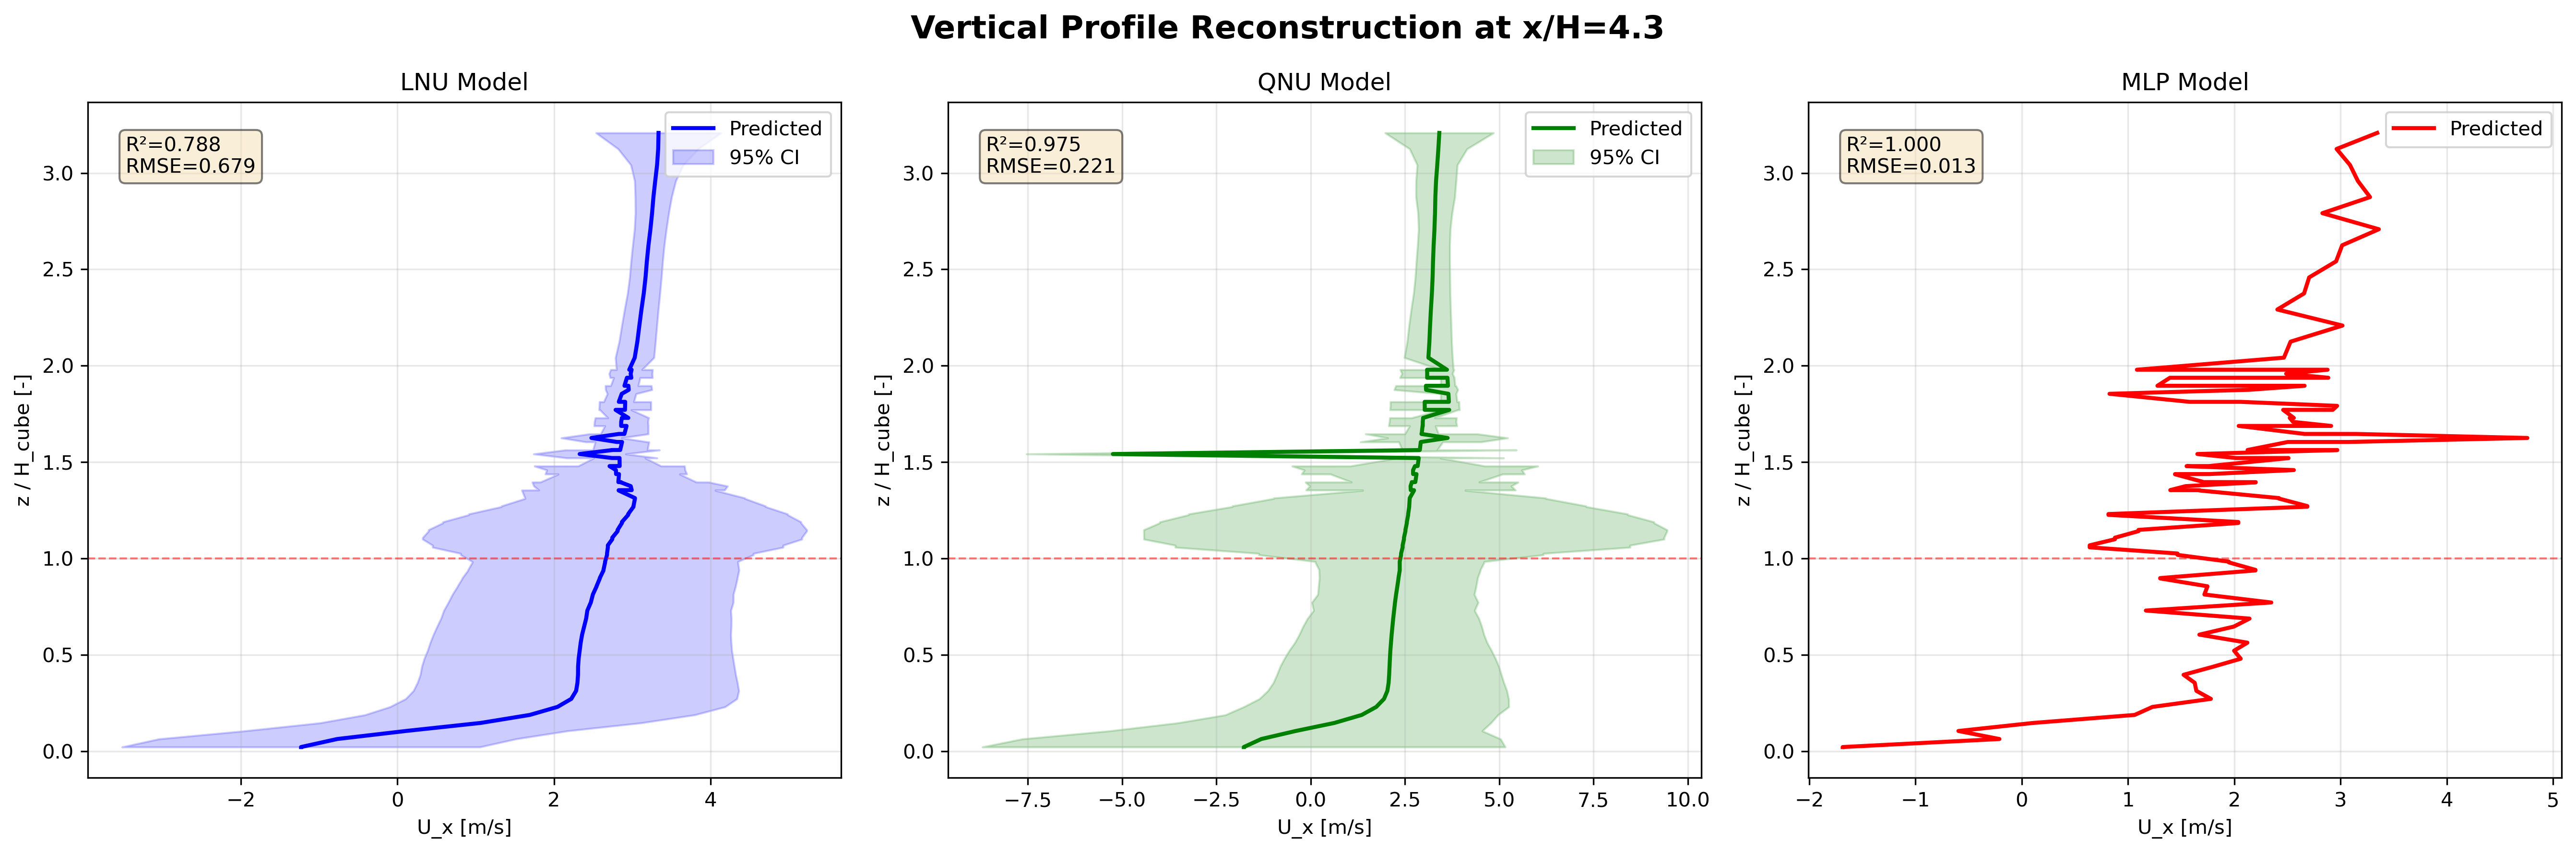 Vertical Profile Reconstruction at x/H=4.3
LNU Model
R²=0.788
RMSE=0.679
Predicted
95% CI
3.0
2.5
2.0
1.5
1.0
0.5
0.0
z / H_cube [-]
−2
0
2
4
U_x [m/s]
QNU Model
R²=0.975
RMSE=0.221
Predicted
95% CI
3.0
2.5
2.0
1.5
1.0
0.5
0.0
z / H_cube [-]
−7.5
−5.0
−2.5
0.0
2.5
5.0
7.5
10.0
U_x [m/s]
MLP Model
R²=1.000
RMSE=0.013
Predicted
3.0
2.5
2.0
1.5
1.0
0.5
0.0
z / H_cube [-]
−2
−1
0
1
2
3
4
5
U_x [m/s]